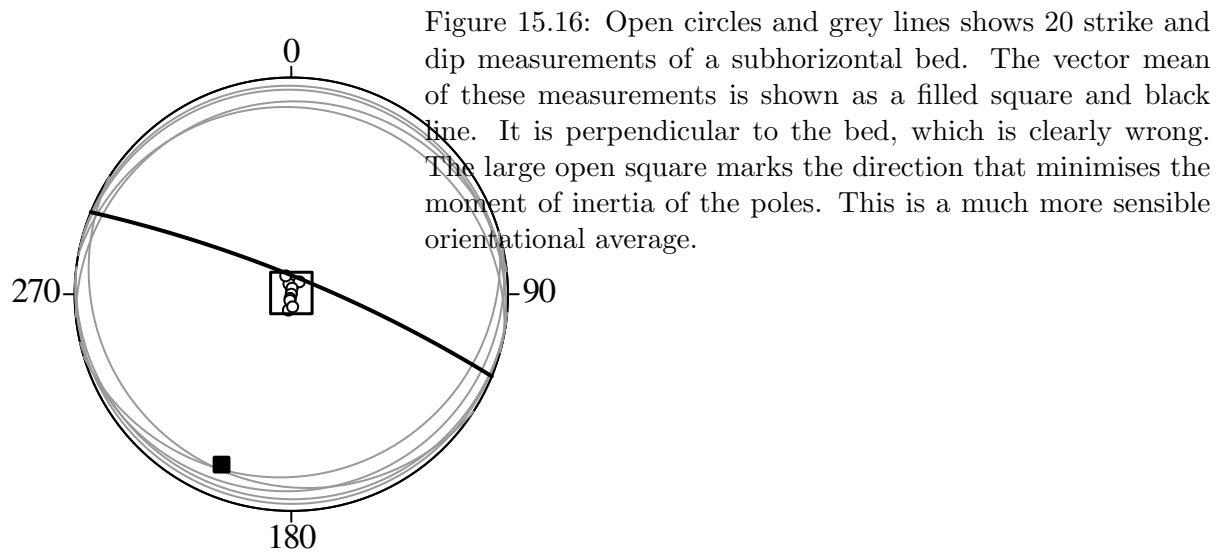 Figure 15.16: Open circles and grey lines shows 20 strike and
dip measurements of a subhorizontal bed. The vector mean
of these measurements is shown as a filled square and black
line. It is perpendicular to the bed, which is clearly wrong.
The large open square marks the direction that minimises the
moment of inertia of the poles. This is a much more sensible
orientational average.
0
270
90
180